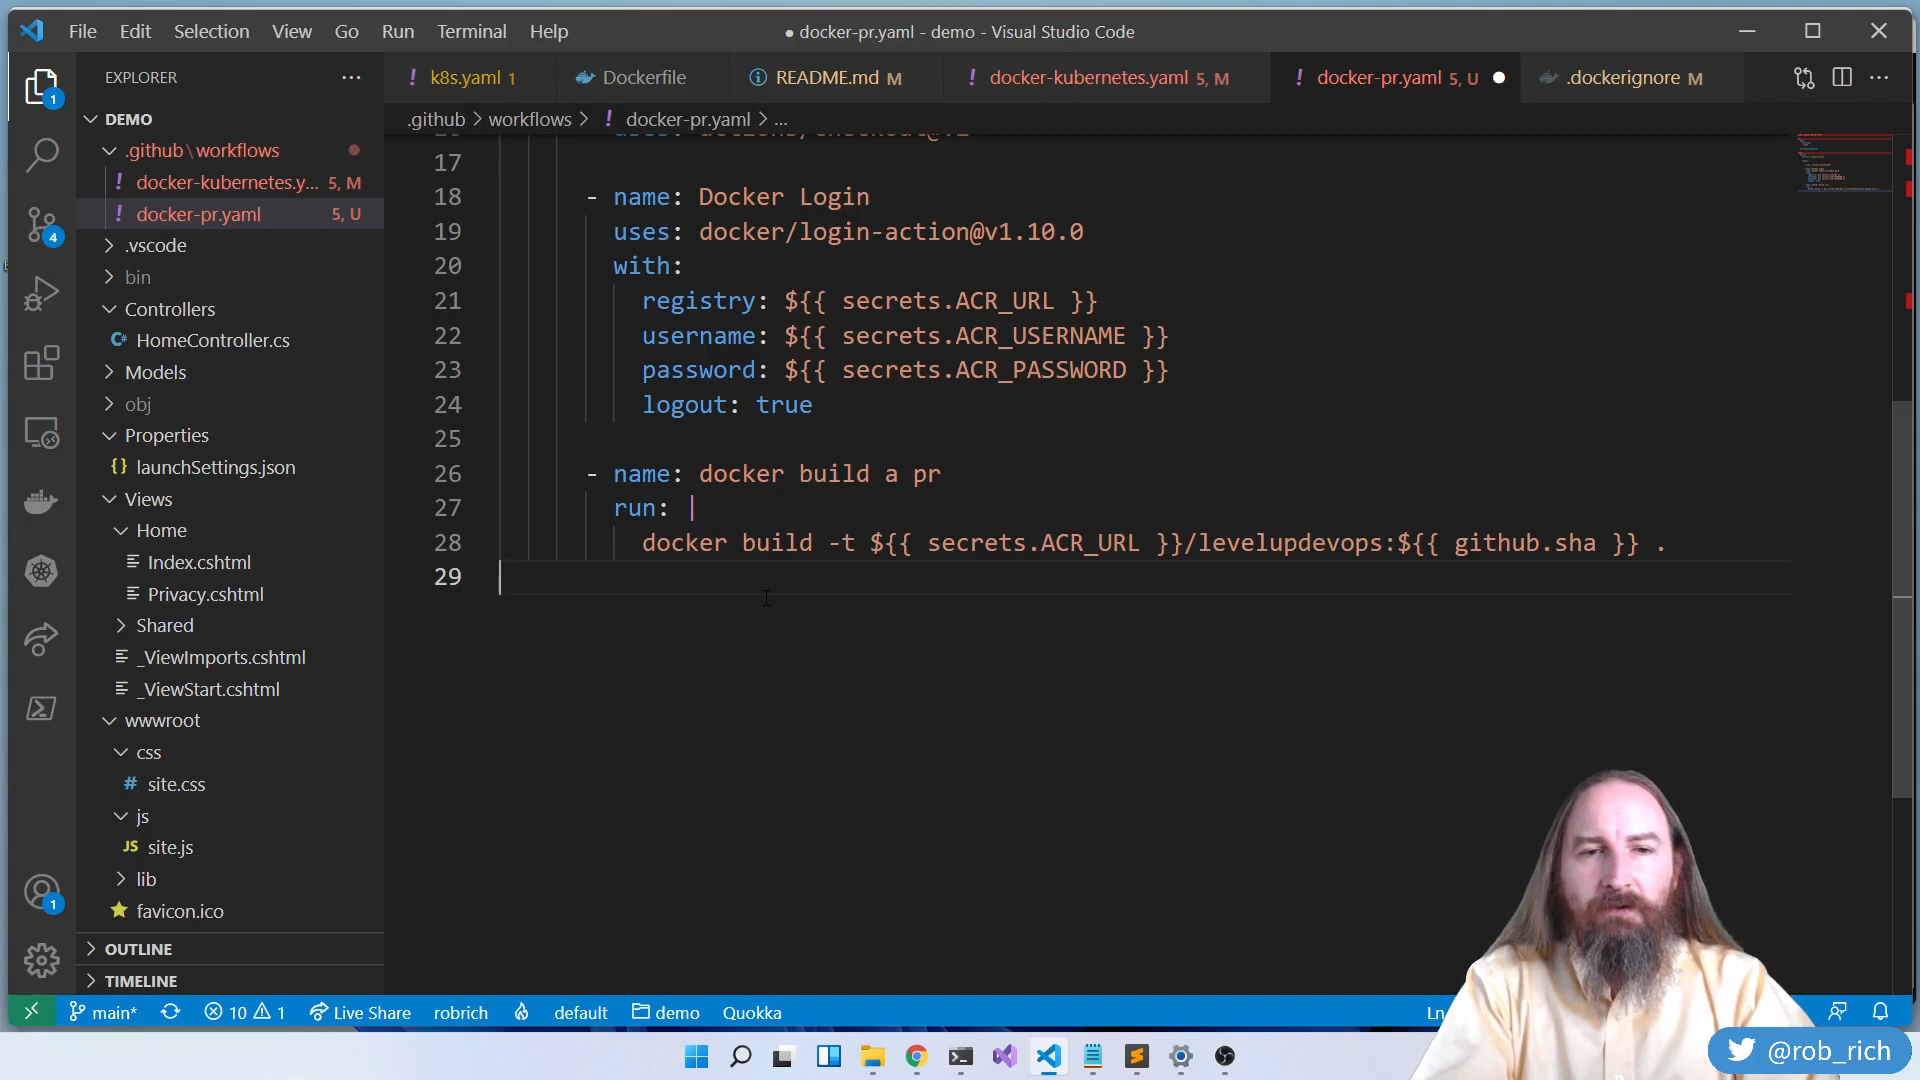 File Edit Selection View Go Run Terminal Help
● docker-pr.yaml - demo - Visual Studio Code
EXPLORER
k8s.yaml 1
Dockerfile
README.md M
docker-kubernetes.yaml 5, M
docker-pr.yaml 5, U
.dockerignore M
.github > workflows > ! docker-pr.yaml > ...
1
4
1
DEMO
.github\workflows
docker-kubernetes.y... 5, M
docker-pr.yaml 5, U
.vscode
bin
Controllers
HomeController.cs
Models
obj
Properties
launchSettings.json
Views
Home
Index.cshtml
Privacy.cshtml
Shared
_ViewImports.cshtml
_ViewStart.cshtml
wwwroot
css
site.css
js
site.js
lib
favicon.ico
OUTLINE
TIMELINE
17
18 - name: Docker Login
19 uses: docker/login-action@v1.10.0
20 with:
21 registry: ${{ secrets.ACR_URL }}
22 username: ${{ secrets.ACR_USERNAME }}
23 password: ${{ secrets.ACR_PASSWORD }}
24 logout: true
25
26 - name: docker build a pr
27 run: |
28 docker build -t ${{ secrets.ACR_URL }}/levelupdevops:${{ github.sha }} .
29
main* 10 1 Live Share robrich default demo Quokka Ln
@rob_rich